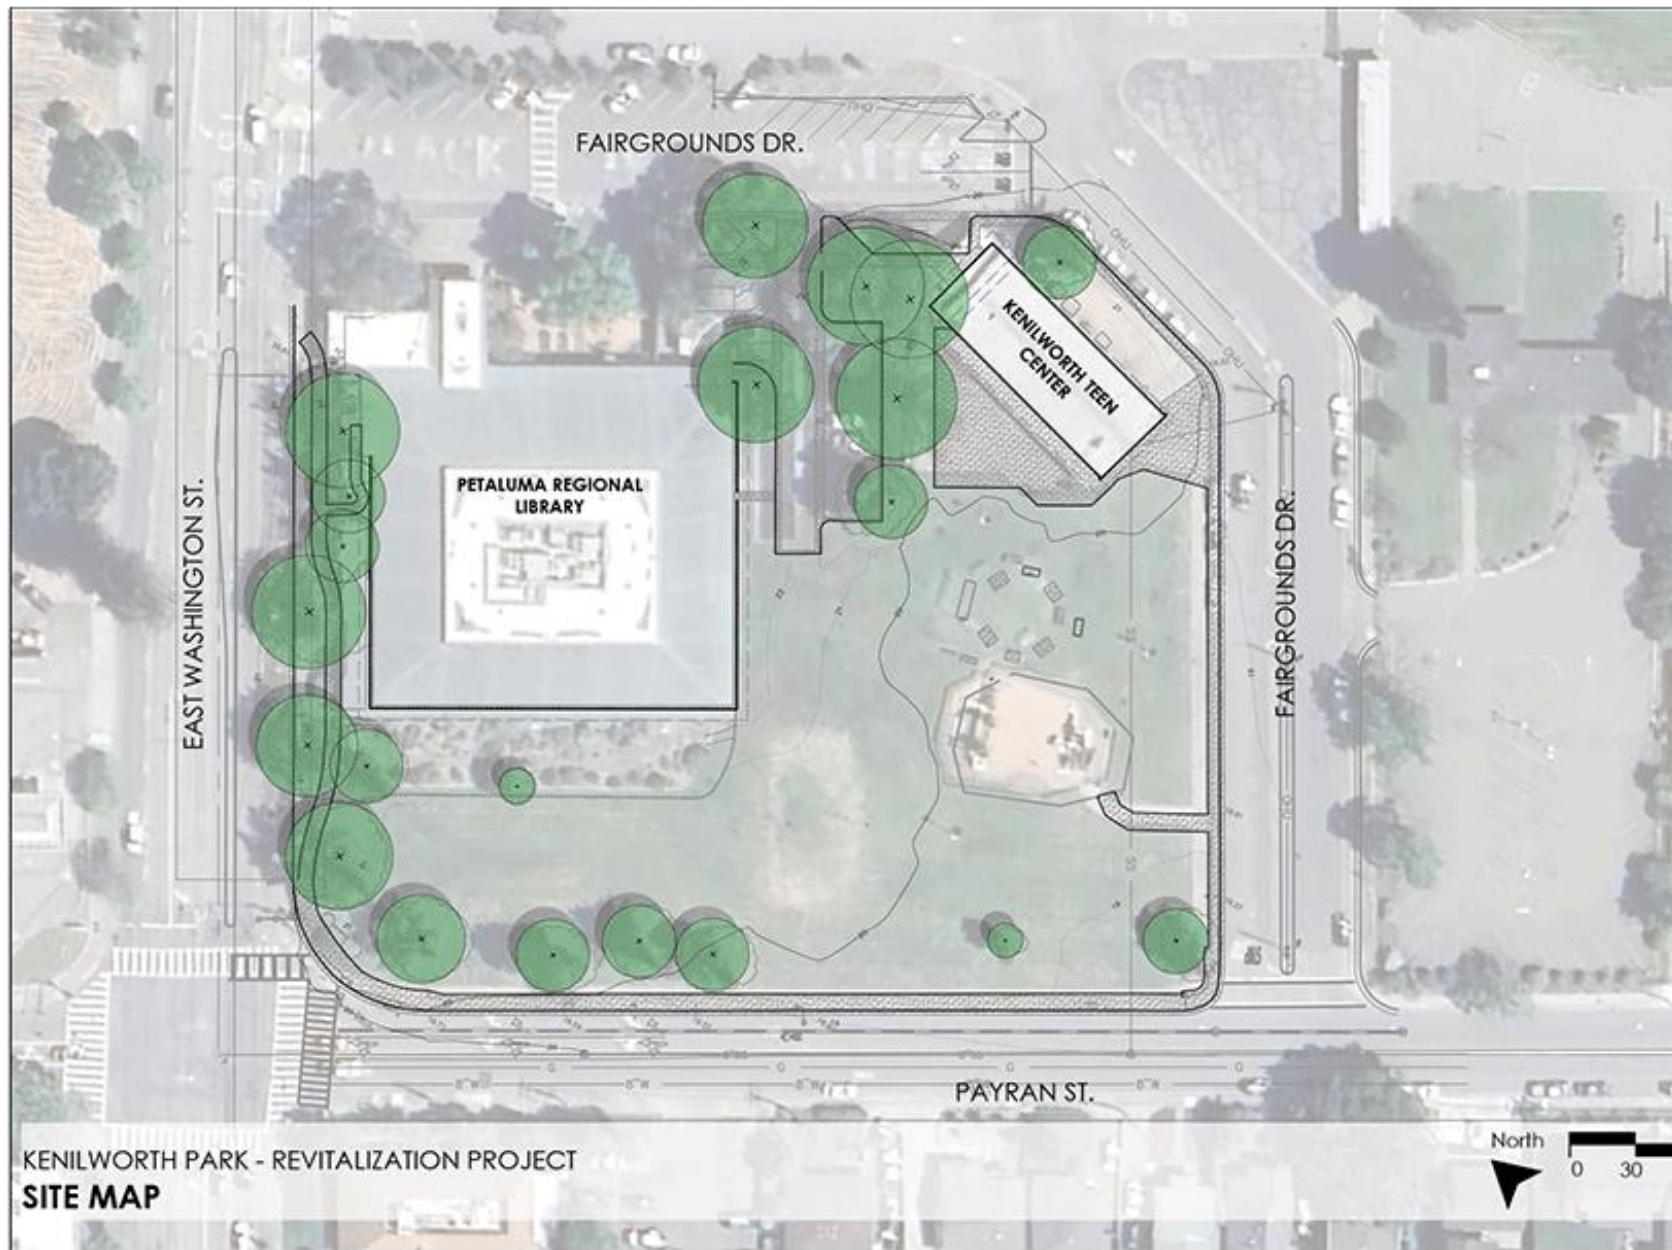 FAIRGROUNDS DR.
KENILWORTH TEEN
CENTER
PETALUMA REGIONAL
LIBRARY
EAST WASHINGTON ST.
FAIRGROUNDS DR.
PAYRAN ST.
KENILWORTH PARK - REVITALIZATION PROJECT
SITE MAP
North
0 30